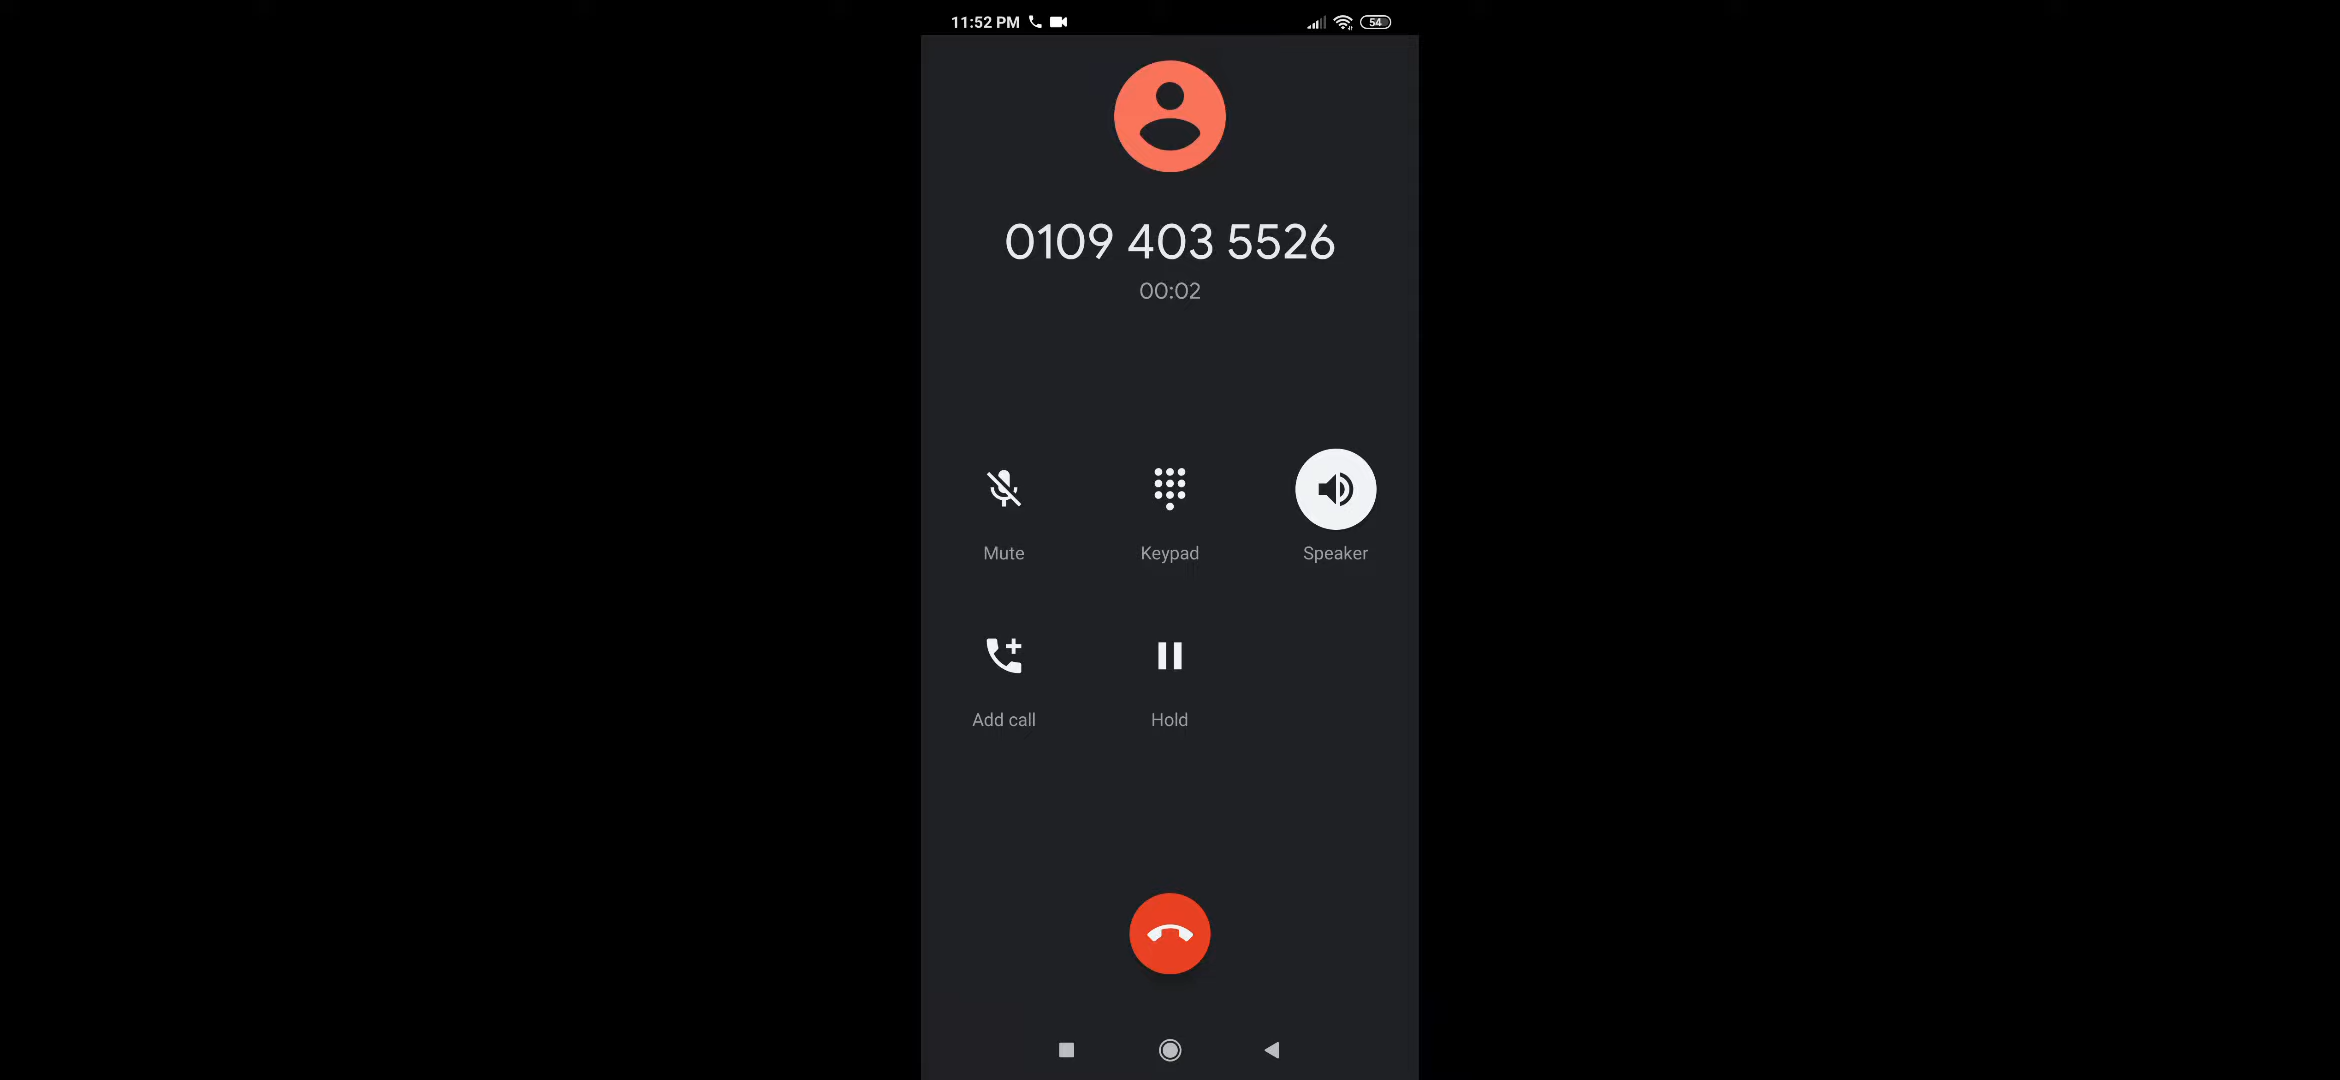 11:52 PM
54
0109 403 5526
00:02
Mute
Keypad
Speaker
Add call
Hold